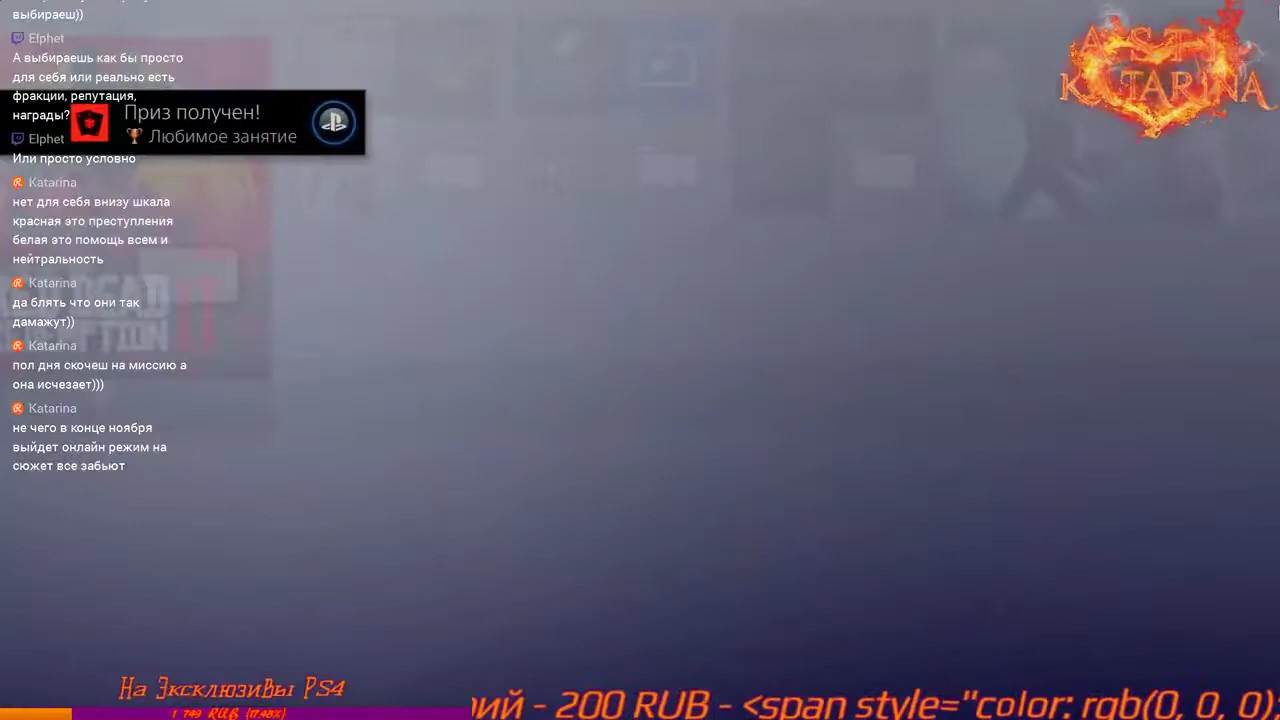 выбираеш))
Elphet
А выбираешь как бы просто
для себя или реально есть
фракции, репутация,
награды?
Приз получен!
Любимое занятие
Elphet
Или просто условно
Katarina
нет для себя внизу шкала
красная это преступления
белая это помощь всем и
нейтральность
Katarina
да блять что они так
дамажут))
Katarina
пол дня скочеш на миссию а
она исчезает)))
Katarina
не чего в конце ноября
выйдет онлайн режим на
сюжет все забьют
KATARINA
DEAD
II
На Эксклюзивы PS4
1 749 RUB (17.49%)
ий - 200 RUB - <span style="color: rgb(0, 0, 0)